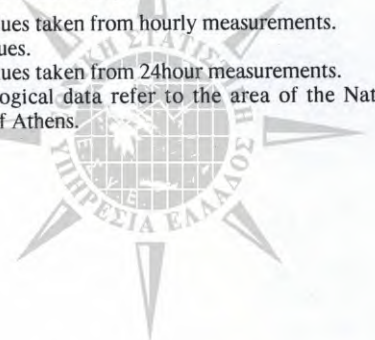 ues taken from hourly measurements.
ues.
ues taken from 24hour measurements.
ogical data refer to the area of the Nat
f Athens.
ΥΠΗΡΕΣΙΑ ΕΛΛΑΔΟΣ